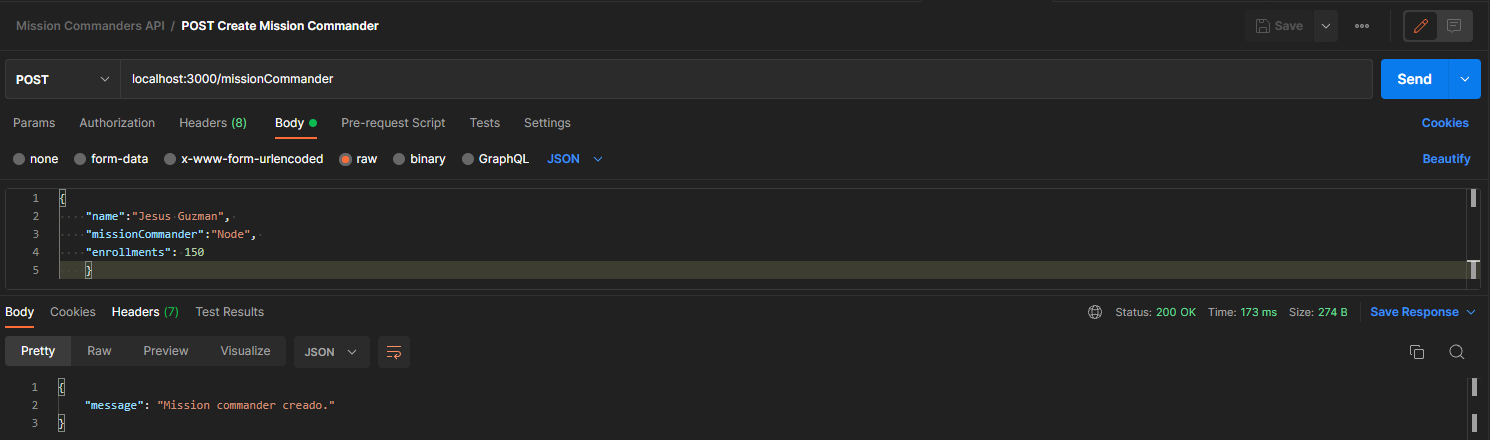 Mission Commanders API / POST Create Mission Commander
Save
POST localhost:3000/missionCommander Send
Params Authorization Headers (8) Body Pre-request Script Tests Settings Cookies
none form-data x-www-form-urlencoded raw binary GraphQL JSON Beautify
1 {
2 "name":"Jesus Guzman",
3 "missionCommander":"Node",
4 "enrollments": 150
5 }
Body Cookies Headers (7) Test Results Status: 200 OK Time: 173 ms Size: 274 B Save Response
Pretty Raw Preview Visualize JSON
1 {
2 "message": "Mission commander creado."
3 }